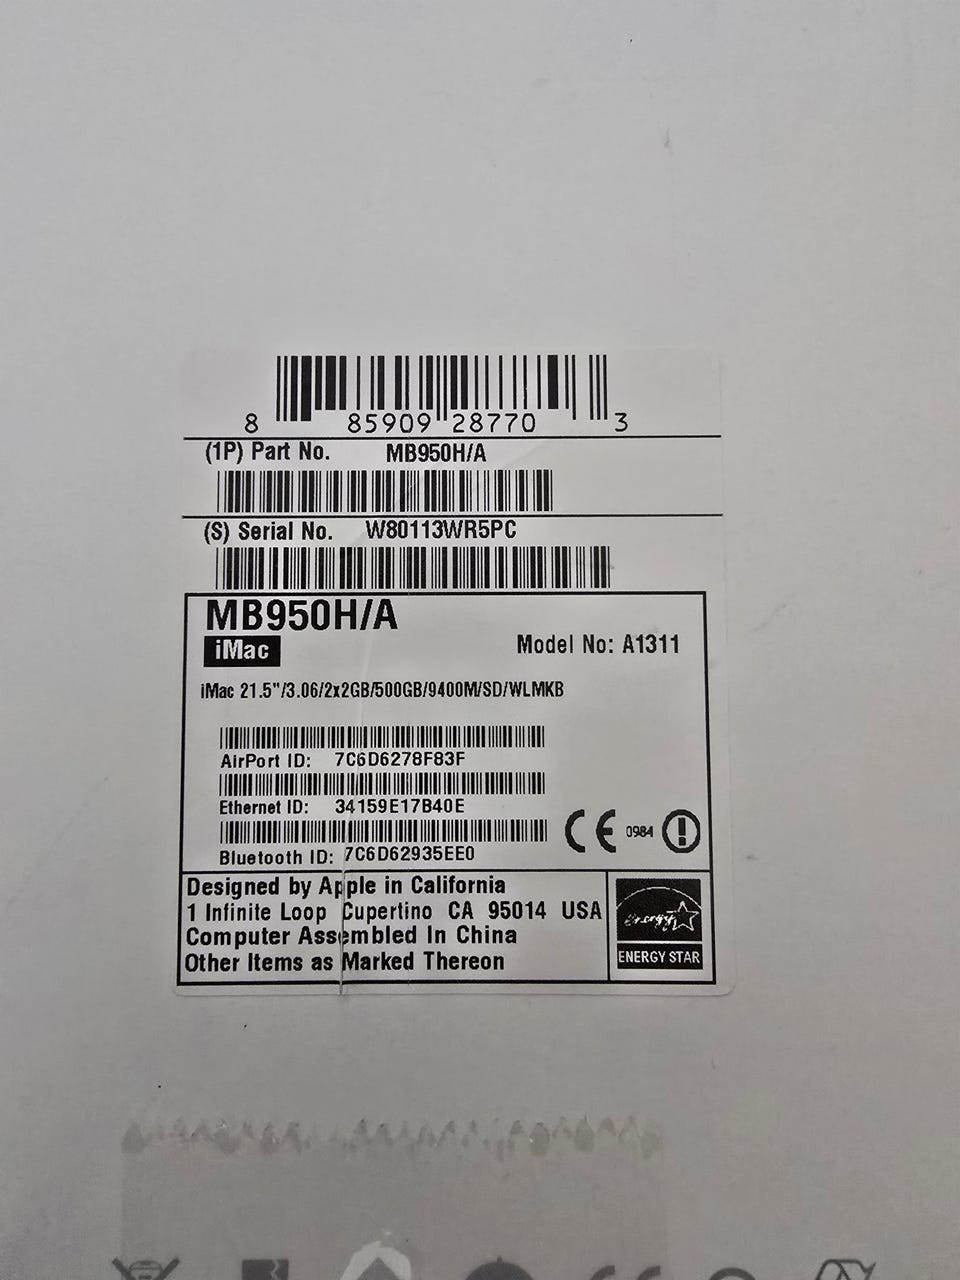 8 85909 28770 3
(1P) Part No. MB950H/A
(S) Serial No. W80113WR5PC
MB950H/A
iMac
Model No: A1311
iMac 21.5"/3.06/2x2GB/500GB/9400M/SD/WLMKB
AirPort ID: 7C6D6278F83F
Ethernet ID: 34159E17B40E
Bluetooth ID: 7C6D62935EE0
CE 0984
Designed by Apple in California
1 Infinite Loop Cupertino CA 95014 USA
Computer Assembled In China
Other Items as Marked Thereon
energy
ENERGY STAR